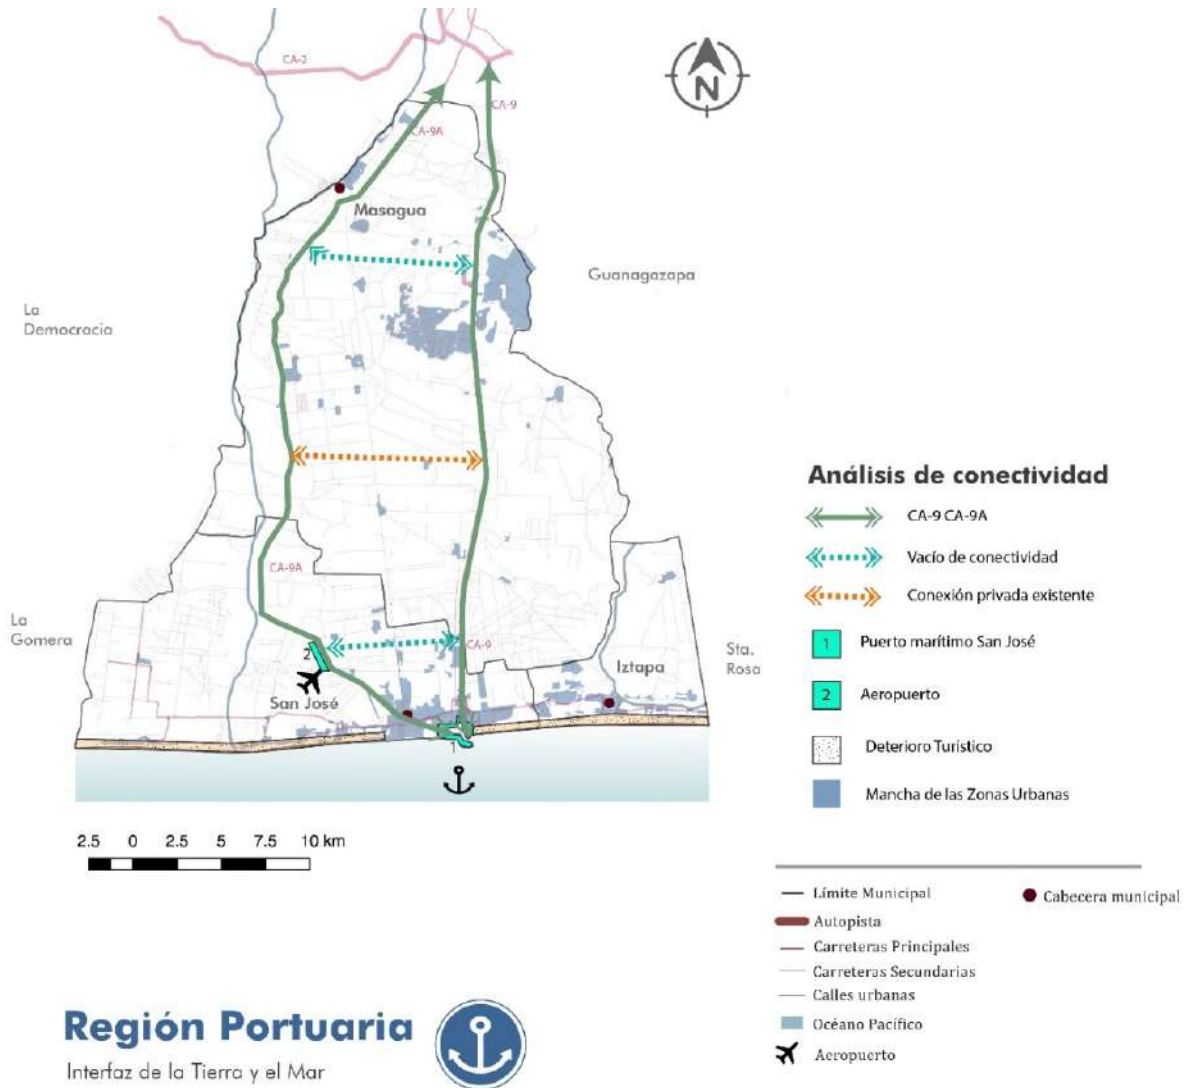 CA-2
N
CA-9
CA-9A
Masagua
Guanagazapa
1
La
Democracia
Análisis de conectividad
CA-9 CA-9A
Vacío de conectividad
CA-9A
Conexión privada existente
La
Gomera
1 Puerto marítimo San José
CA-9
2
Sta.
Rosa
Iztapa
2 Aeropuerto
San José
1
Deterioro Turístico
Mancha de las Zonas Urbanas
2.5 0 2.5 5 7.5 10 km
Límite Municipal
Cabecera municipal
Autopista
Carreteras Principales
Carreteras Secundarias
Calles urbanas
Océano Pacífico
Aeropuerto
Región Portuaria
Interfaz de la Tierra y el Mar